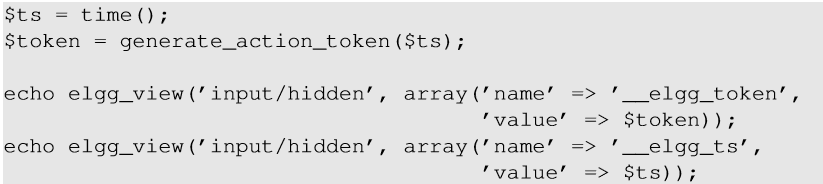 $ts = time();
$token = generate_action_token($ts);

echo elgg_view('input/hidden', array('name' => '__elgg_token',
                                     'value' => $token));
echo elgg_view('input/hidden', array('name' => '__elgg_ts',
                                     'value' => $ts));